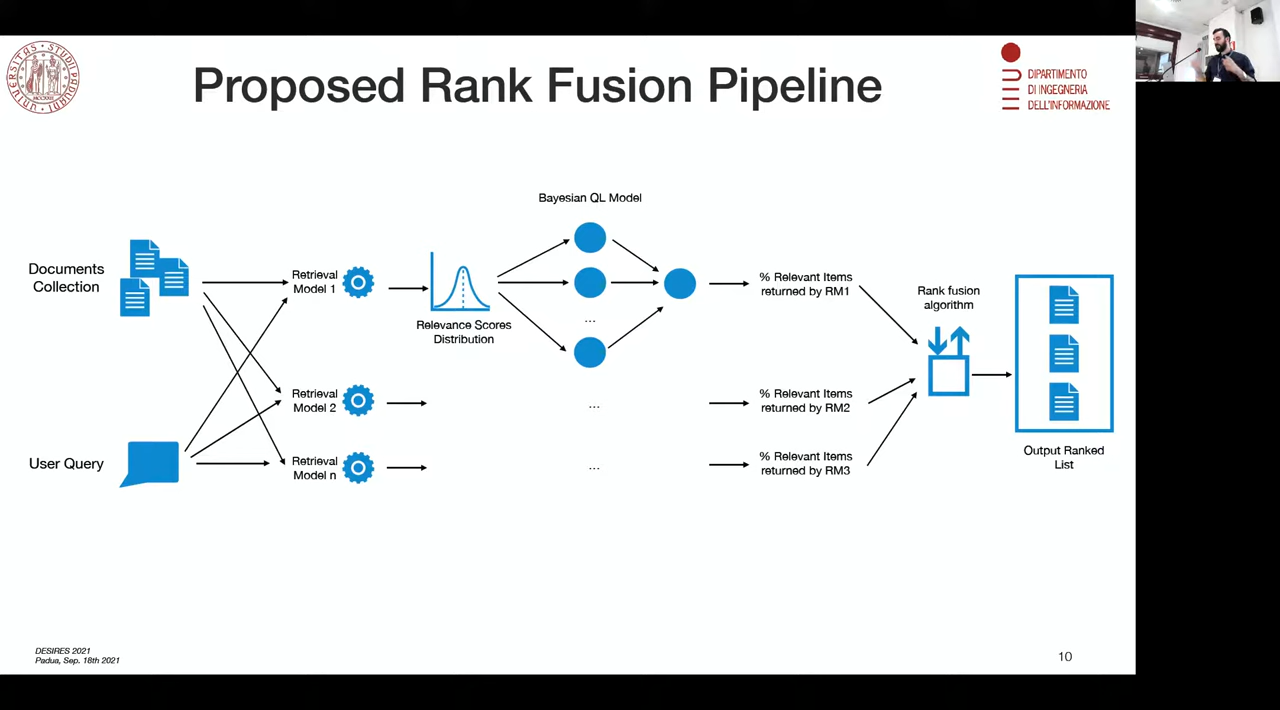 Proposed Rank Fusion Pipeline
DIPARTIMENTO
DI INGEGNERIA
DELL'INFORMAZIONE
Bayesian QL Model
Documents
Collection
Retrieval
Model 1
Relevance Scores
Distribution
...
% Relevant Items
returned by RM1
Rank fusion
algorithm
Retrieval
Model 2
...
% Relevant Items
returned by RM2
User Query
Retrieval
Model n
...
% Relevant Items
returned by RM3
Output Ranked
List
DESIRES 2021
Padua, Sep. 18th 2021
10